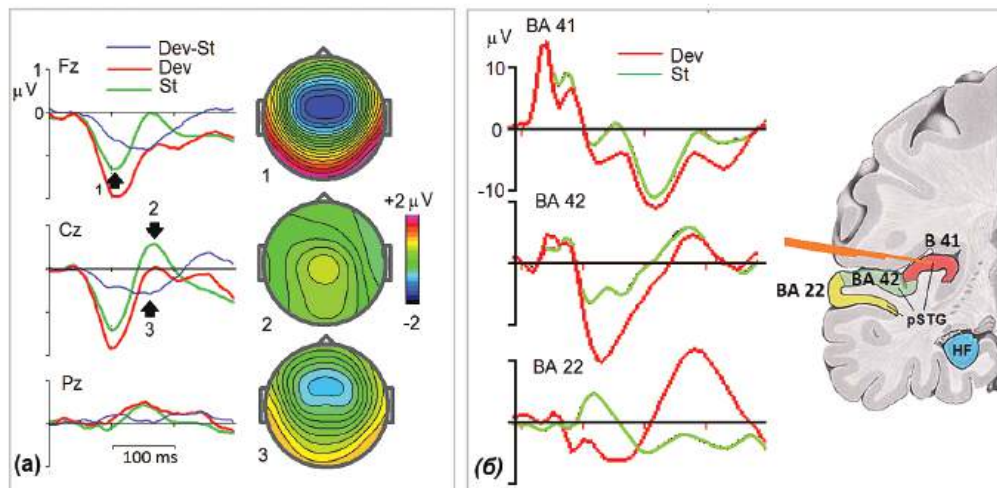 Fz
1
μV
0
Dev-St
Dev
St
1
1
Cz
2
3
+2 μV
-2
2
Pz
100 ms
3
(a)
BA 41
μV
10
0
-10
Dev
St
BA 42
BA 22
B 41
BA 42
BA 22
pSTG
HF
(б)